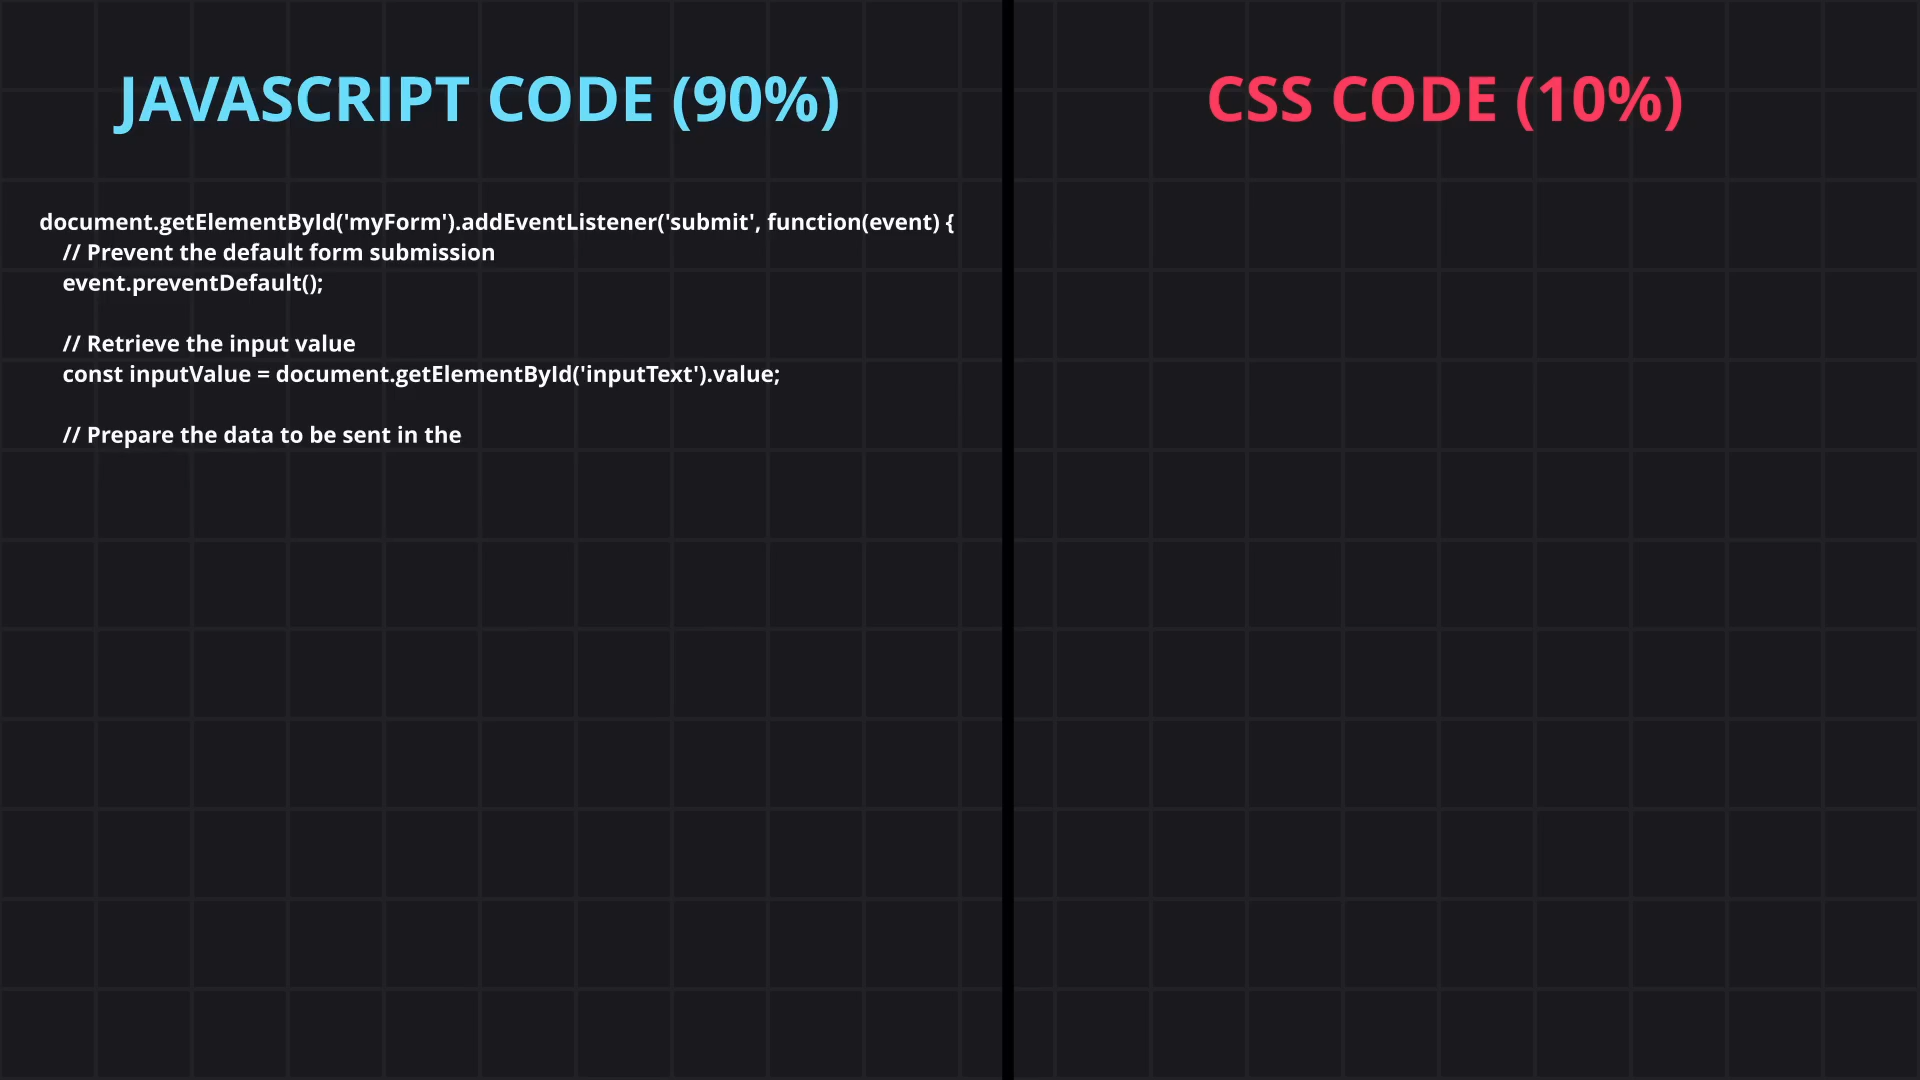 JAVASCRIPT CODE (90%)
document.getElementById('myForm').addEventListener('submit', function(event) {
    // Prevent the default form submission
    event.preventDefault();

    // Retrieve the input value
    const inputValue = document.getElementById('inputText').value;

    // Prepare the data to be sent in the
CSS CODE (10%)